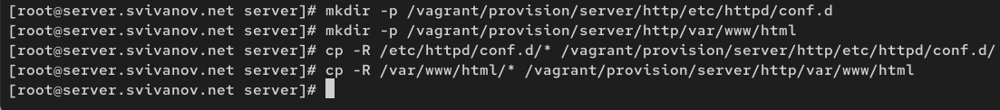 [root@server.svivanov.net server]# mkdir -p /vagrant/provision/server/http/etc/httpd/conf.d
[root@server.svivanov.net server]# mkdir -p /vagrant/provision/server/http/var/www/html
[root@server.svivanov.net server]# cp -R /etc/httpd/conf.d/* /vagrant/provision/server/http/etc/httpd/conf.d/
[root@server.svivanov.net server]# cp -R /var/www/html/* /vagrant/provision/server/http/var/www/html
[root@server.svivanov.net server]#